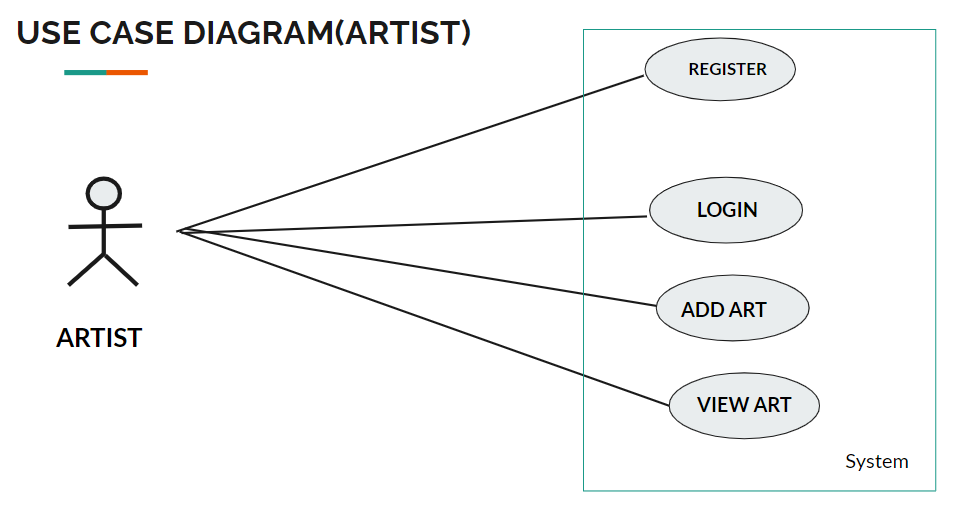 USE CASE DIAGRAM(ARTIST)
REGISTER
LOGIN
ADD ART
ARTIST
VIEW ART
System